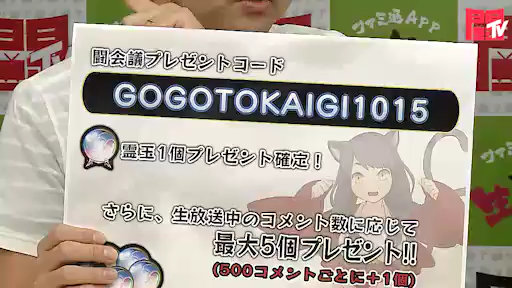 闘TV
ファミ通APP
闘会議プレゼントコード
GOGOTOKAIGI1015
霊玉1個プレゼント確定！
さらに、生放送中のコメント数に応じて
最大5個プレゼント!!
(500コメントごとに+1個)